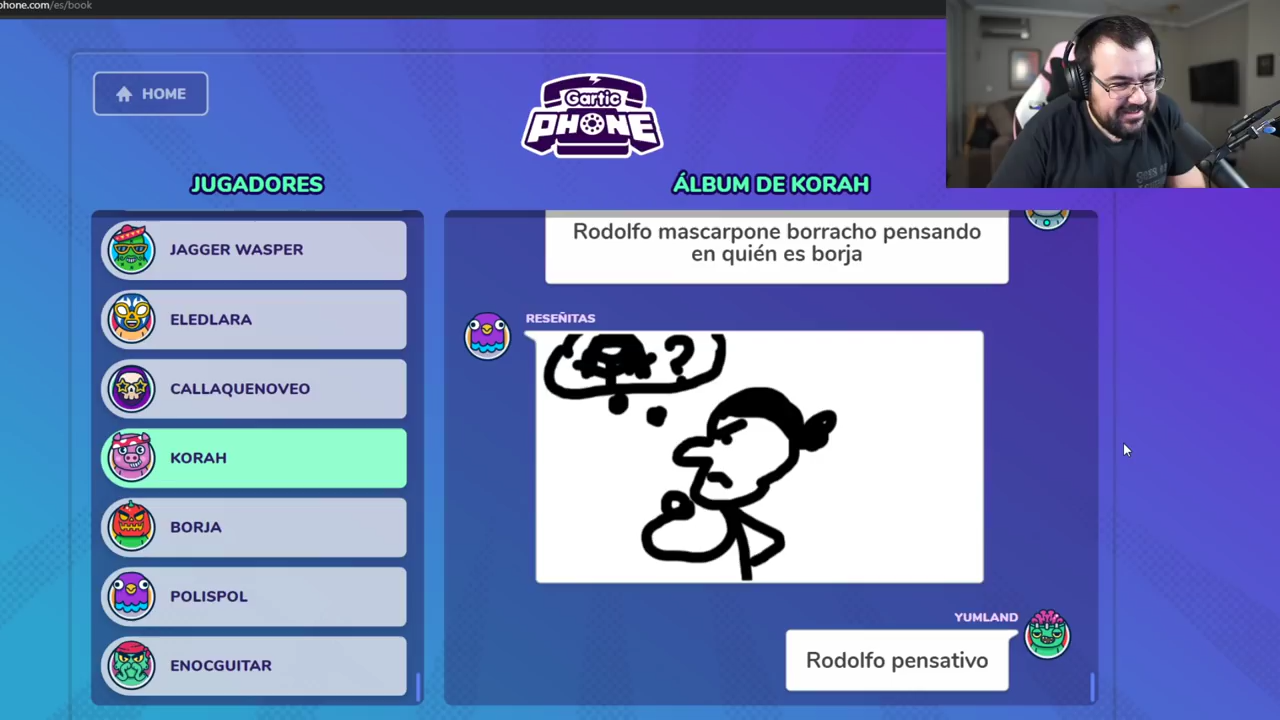 phone.com/es/book
HOME
Gartic
PHONE
JUGADORES
ÁLBUM DE KORAH
JAGGER WASPER
ELEDLARA
CALLAQUENOVEO
KORAH
BORJA
POLISPOL
ENOCGUITAR
Rodolfo mascarpone borracho pensando
en quién es borja
RESEÑITAS
?
YUMLAND
Rodolfo pensativo